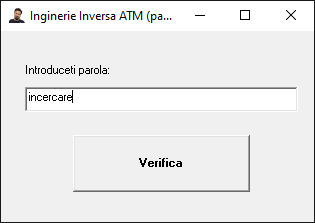 Inginerie Inversa ATM (pa...
Introduceti parola:
incercare
Verifica